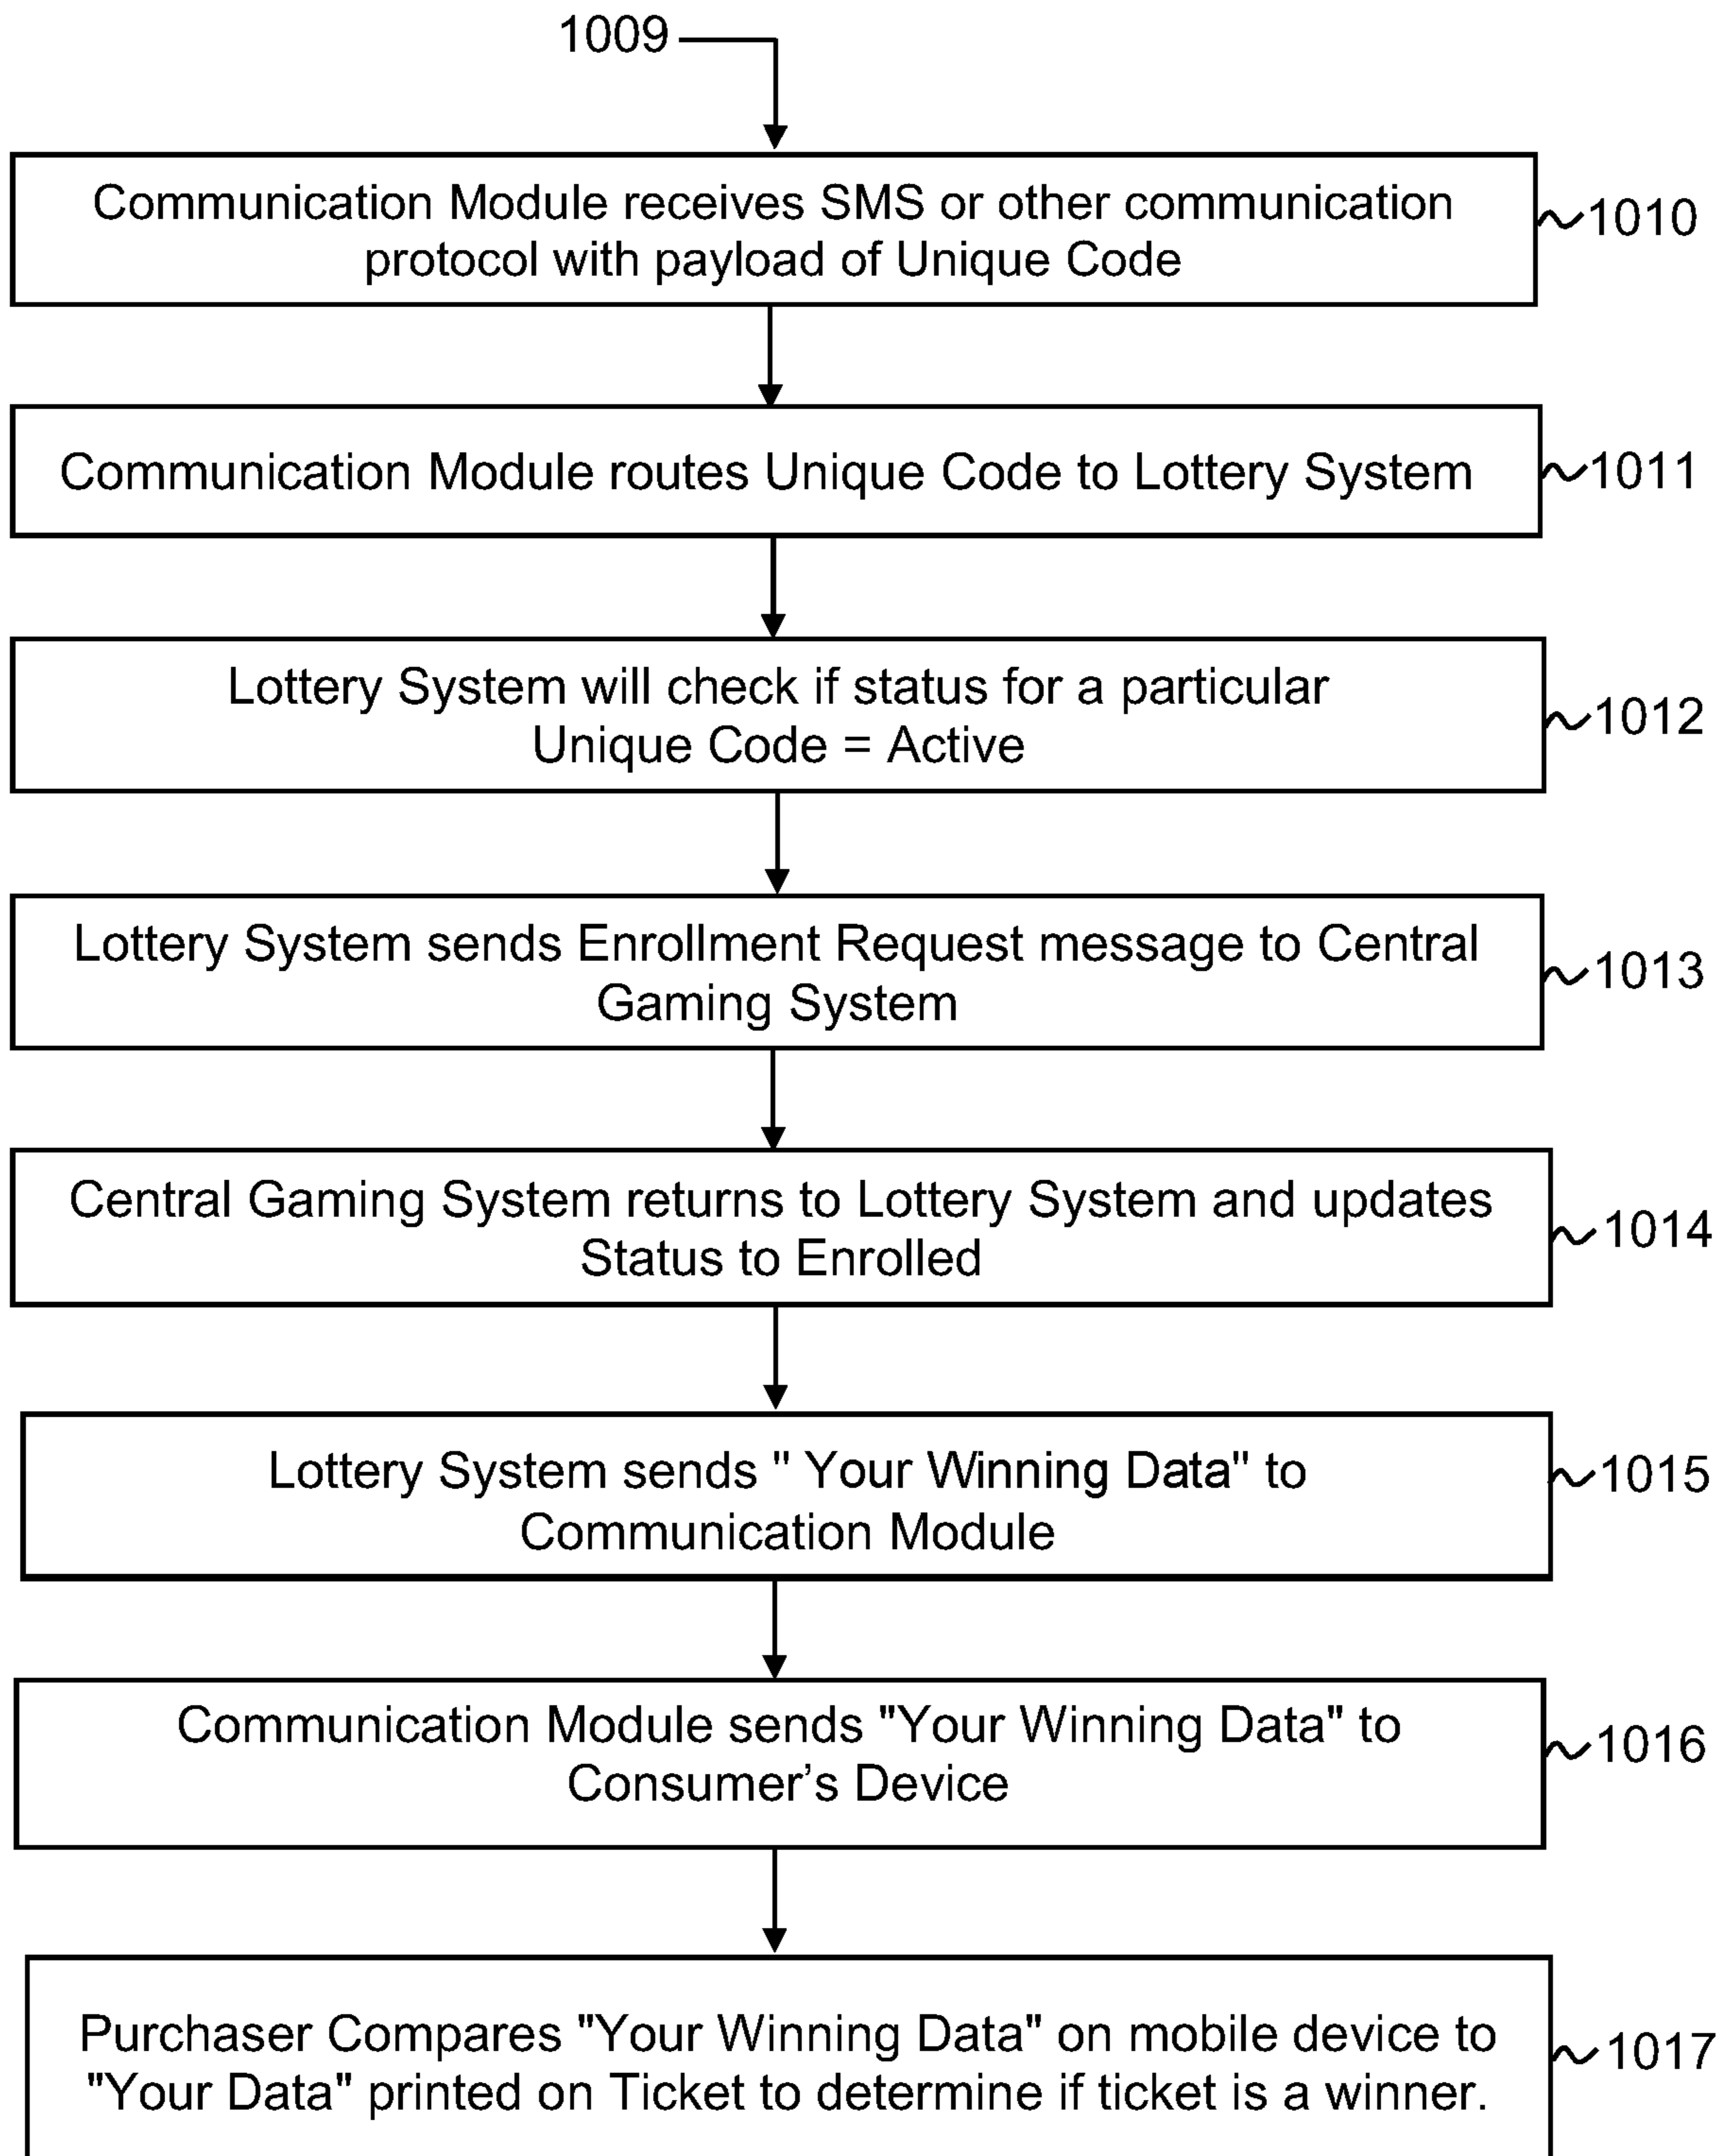 1009
Communication Module receives SMS or other communication
protocol with payload of Unique Code
1010
Communication Module routes Unique Code to Lottery System
1011
Lottery System will check if status for a particular
Unique Code = Active
1012
Lottery System sends Enrollment Request message to Central
Gaming System
1013
Central Gaming System returns to Lottery System and updates
Status to Enrolled
1014
Lottery System sends " Your Winning Data" to
Communication Module
1015
Communication Module sends "Your Winning Data" to
Consumer’s Device
1016
Purchaser Compares "Your Winning Data" on mobile device to
"Your Data" printed on Ticket to determine if ticket is a winner.
1017